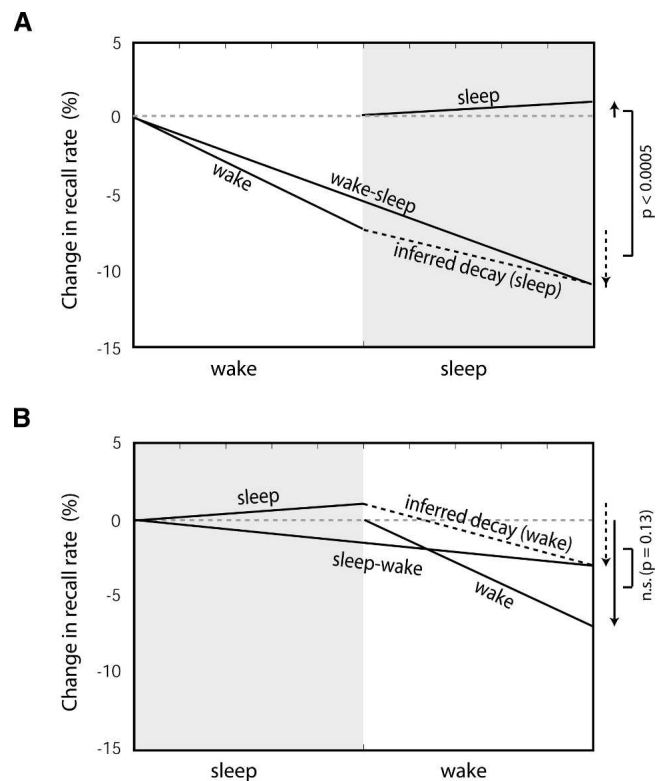 A
5
0
-5
-10
-15
Change in recall rate (%)
sleep
wake-sleep
wake
inferred decay (sleep)
p < 0.0005
wake
sleep
B
5
0
-5
-10
-15
Change in recall rate (%)
sleep
inferred decay (wake)
sleep-wake
wake
n.s.(p = 0.13)
sleep
wake